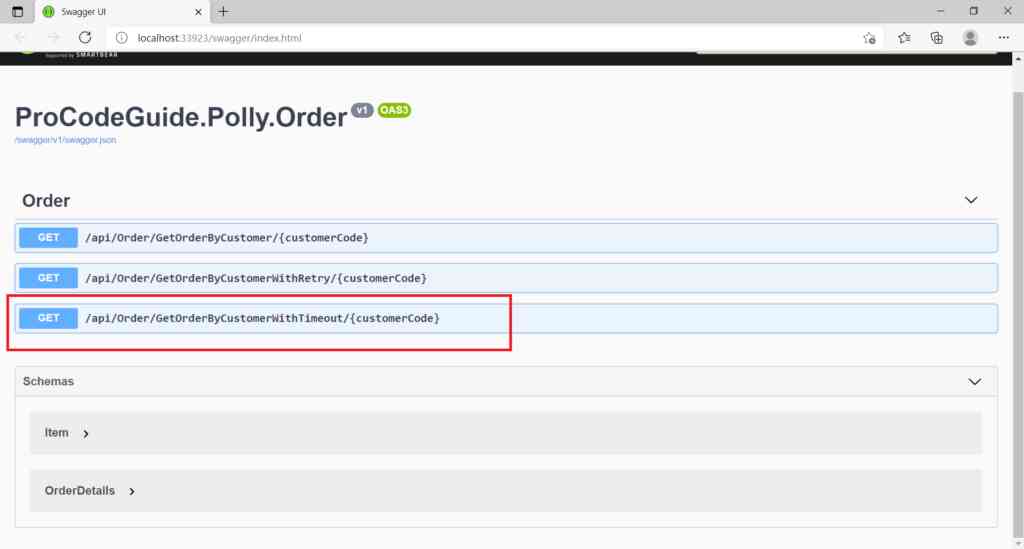 Swagger UI
localhost:33923/swagger/index.html
Supported by SMARTBEAR
ProCodeGuide.Polly.Order v1 OAS3
/swagger/v1/swagger.json
Order
GET /api/Order/GetOrderByCustomer/{customerCode}
GET /api/Order/GetOrderByCustomerWithRetry/{customerCode}
GET /api/Order/GetOrderByCustomerWithTimeout/{customerCode}
Schemas
Item
OrderDetails